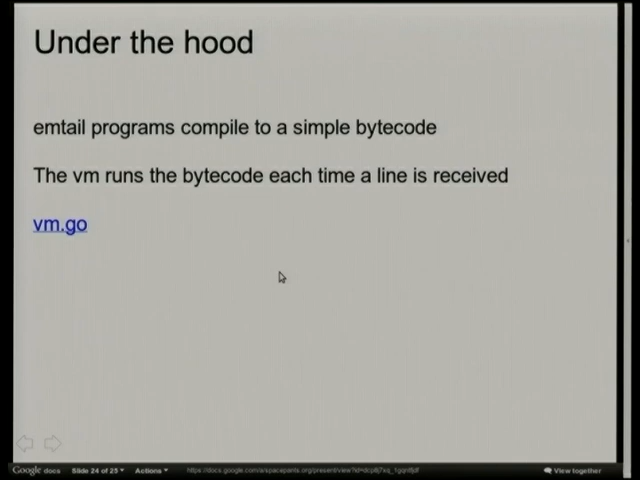 Under the hood
emtail programs compile to a simple bytecode
The vm runs the bytecode each time a line is received
vm.go
Google docs Slide 24 of 25 Actions View together